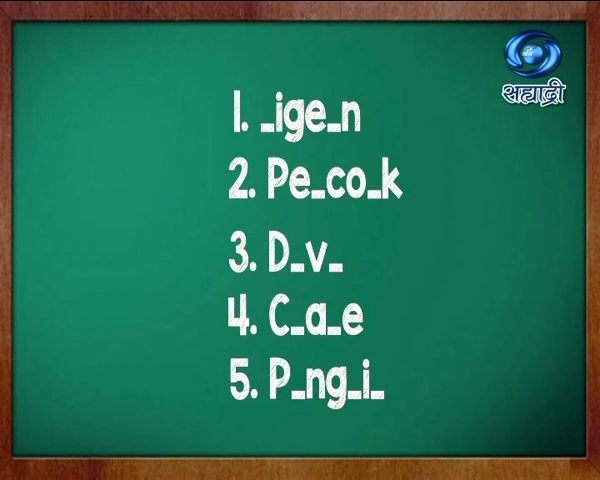 सह्याद्री
1. _ige_n
2. Pe_co_k
3. D_v_
4. C_a_e
5. P_ng_i_